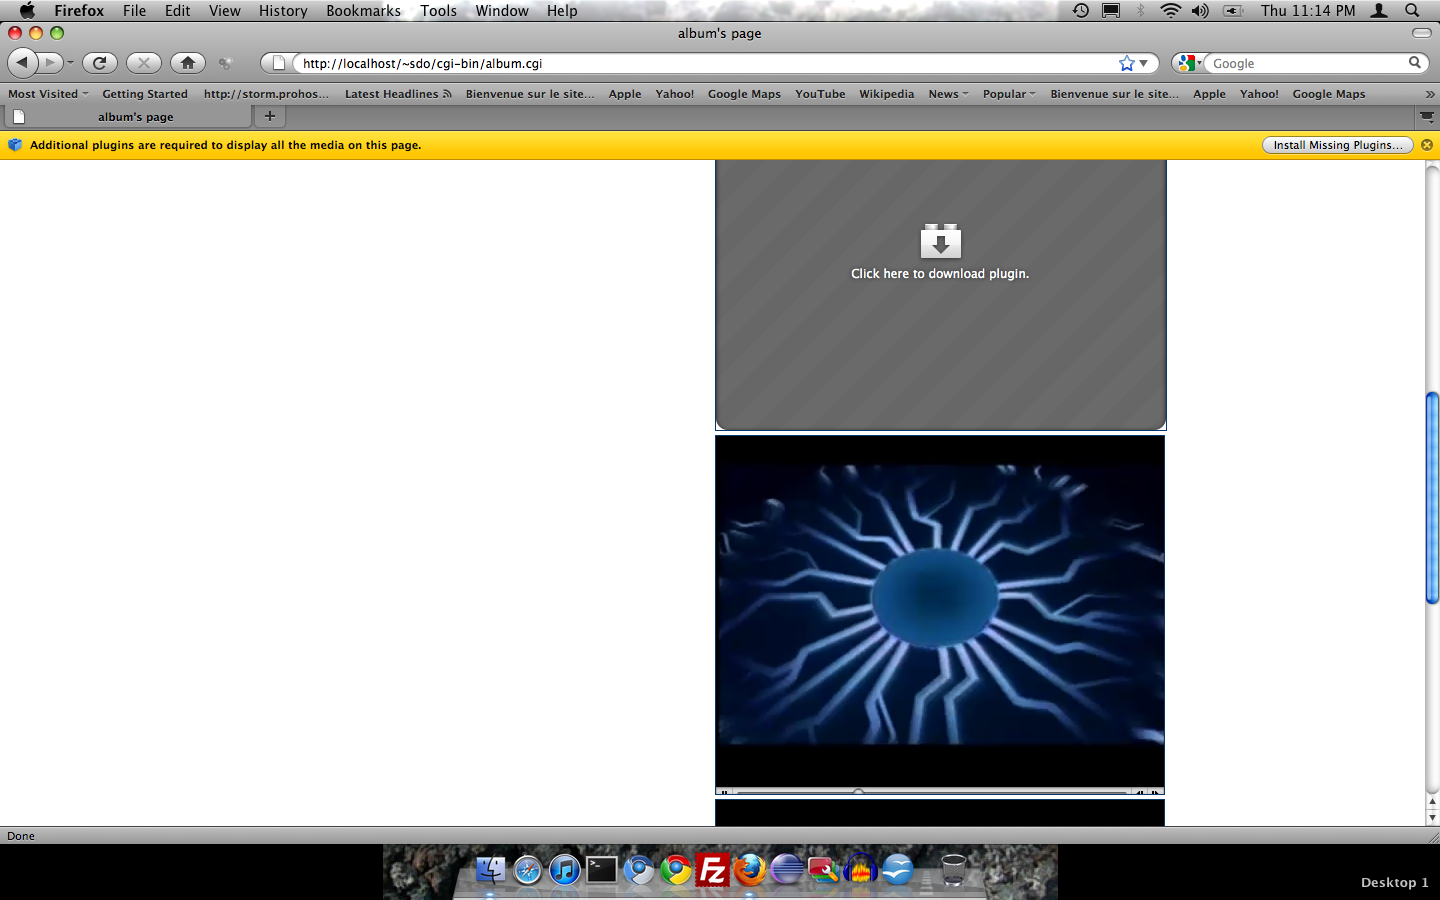 Firefox File Edit View History Bookmarks Tools Window Help Thu 11:14 PM
album's page
http://localhost/~sdo/cgi-bin/album.cgi Google
Most Visited Getting Started http://storm.prohos... Latest Headlines Bienvenue sur le site... Apple Yahoo! Google Maps YouTube Wikipedia News Popular Bienvenue sur le site... Apple Yahoo! Google Maps »
album's page +
Additional plugins are required to display all the media on this page. Install Missing Plugins...
Click here to download plugin.
Done
>_
Fz
Desktop 1